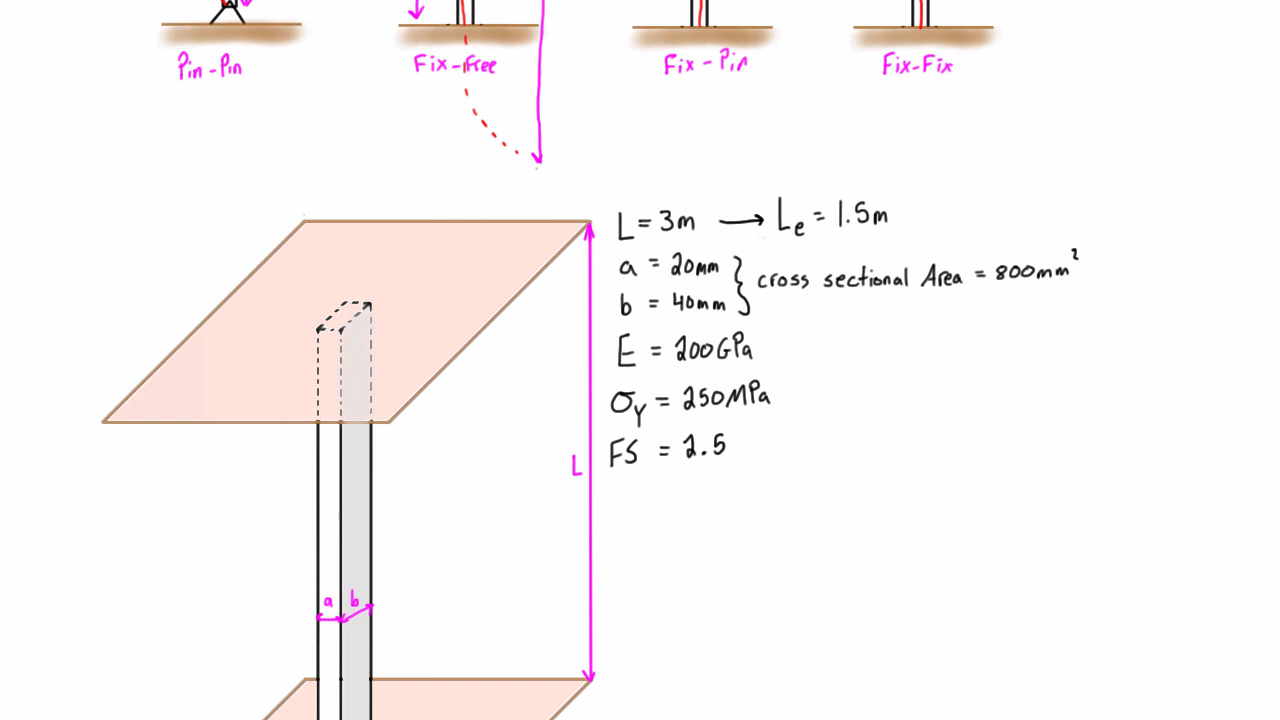 Pin-Pin
Fix-Free
Fix-Pin
Fix-Fix
L = 3m → Le = 1.5m
a = 20mm
b = 40mm
} cross sectional Area = 800mm²
E = 200GPa
σY = 250MPa
FS = 2.5
L
a b